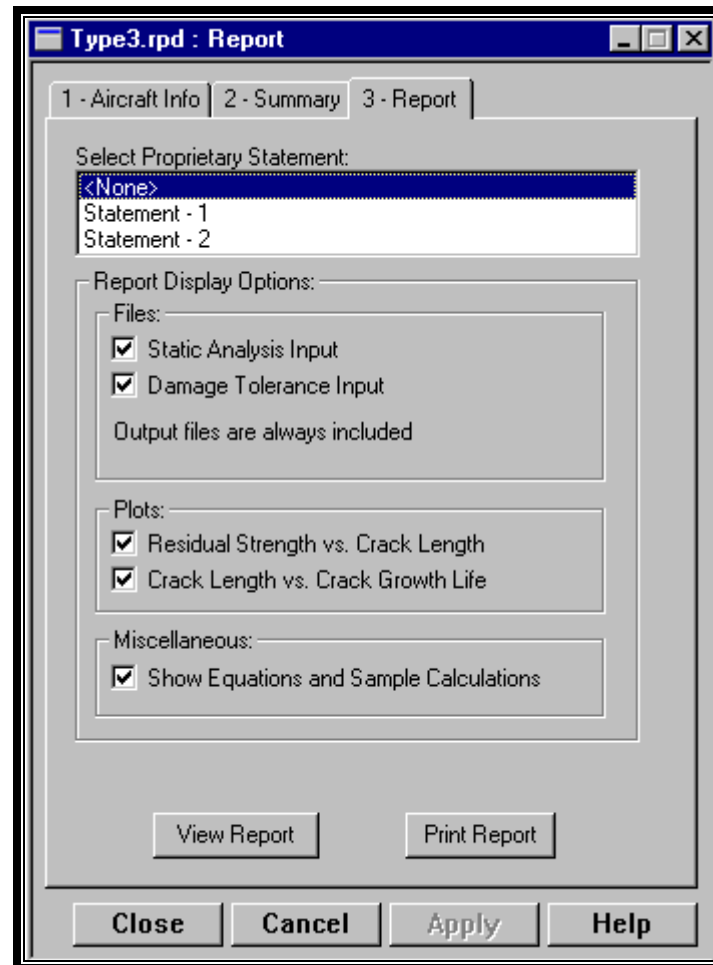 Type3.rpd : Report
1 - Aircraft Info 2 - Summary 3 - Report
Select Proprietary Statement:
<None>
Statement - 1
Statement - 2
Report Display Options:
Files:
Static Analysis Input
Damage Tolerance Input
Output files are always included
Plots:
Residual Strength vs. Crack Length
Crack Length vs. Crack Growth Life
Miscellaneous:
Show Equations and Sample Calculations
View Report Print Report
Close Cancel Apply Help